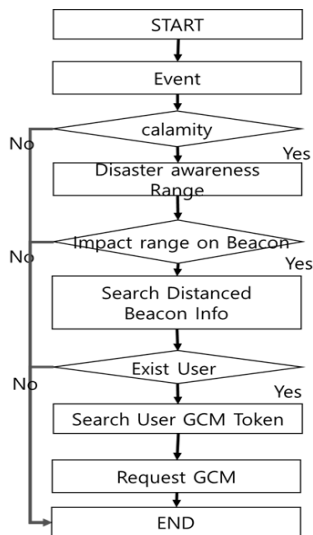 START
Event
calamity
No
Yes
Disaster awareness
Range
Impact range on Beacon
No
Yes
Search Distanced
Beacon Info
Exist User
No
Yes
Search User GCM Token
Request GCM
END